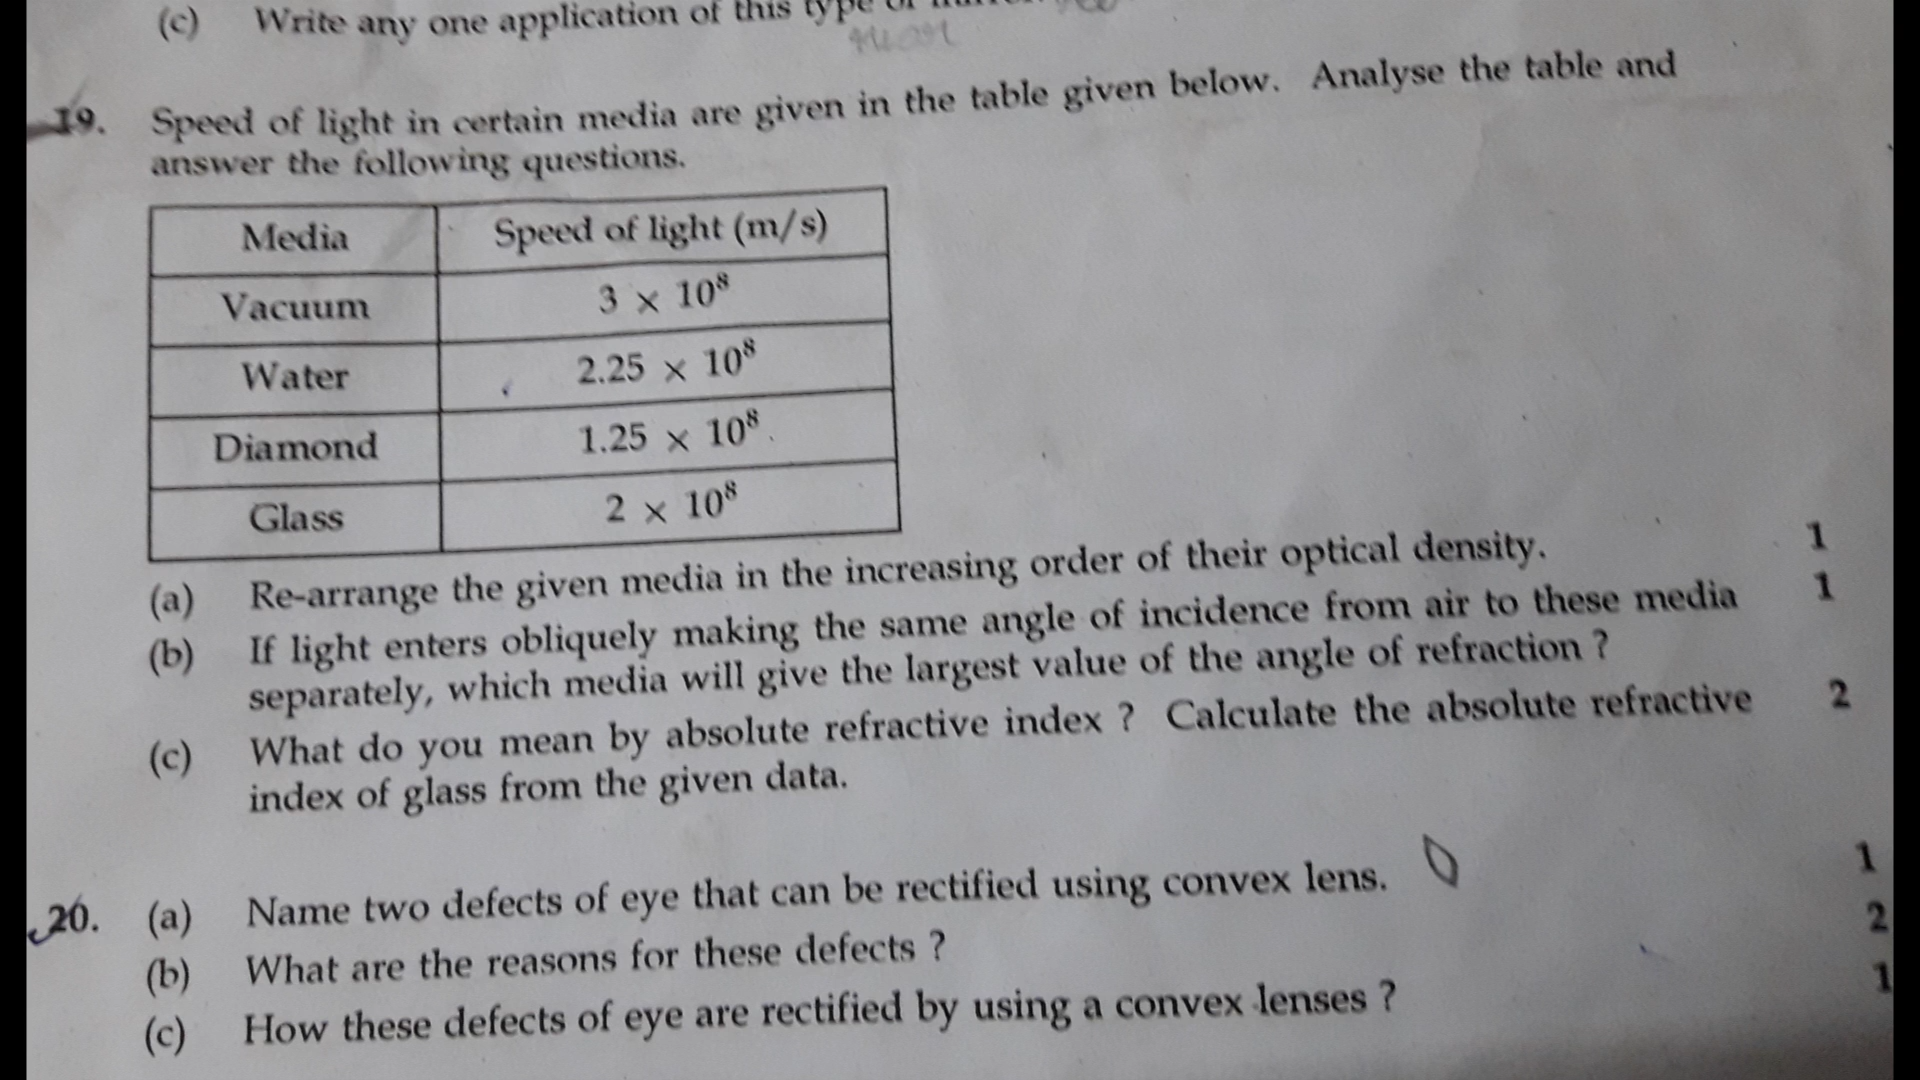 (c) Write any one application of this type
19. Speed of light in certain media are given in the table given below. Analyse the table and
answer the following questions.
Media Speed of light (m/s)
Vacuum 3 × 10⁸
Water 2.25 × 10⁸
Diamond 1.25 × 10⁸.
Glass 2 × 10⁸
(a) Re-arrange the given media in the increasing order of their optical density. 1
(b) If light enters obliquely making the same angle of incidence from air to these media 1
separately, which media will give the largest value of the angle of refraction ?
(c) What do you mean by absolute refractive index ? Calculate the absolute refractive 2
index of glass from the given data.
20. (a) Name two defects of eye that can be rectified using convex lens. 1
(b) What are the reasons for these defects ? 2
(c) How these defects of eye are rectified by using a convex lenses ? 1